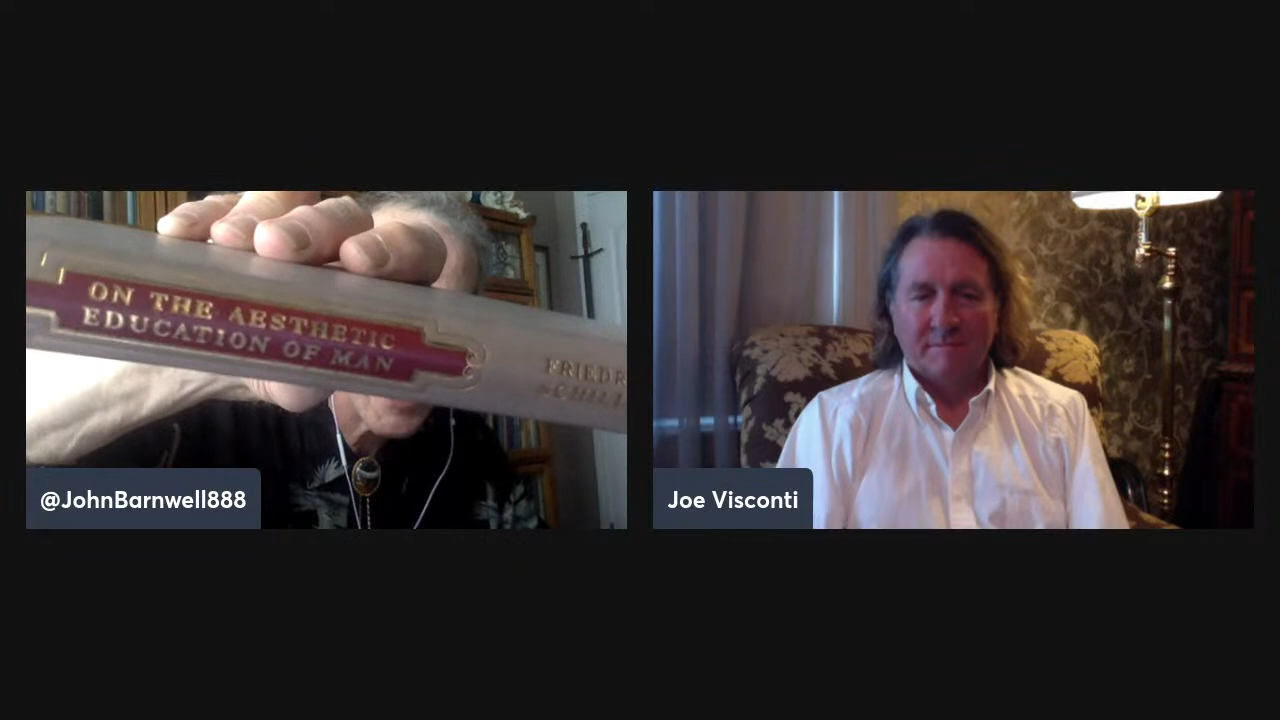 ON THE AESTHETIC
EDUCATION OF MAN
@JohnBarnwell888
Joe Visconti